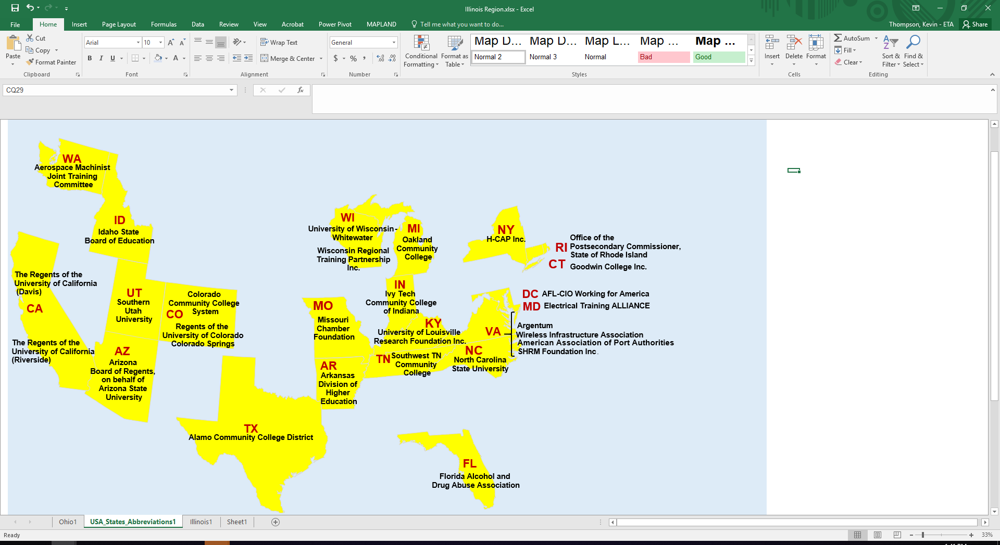 Illinois Region.xlsx - Excel
File Home Insert Page Layout Formulas Data Review View Acrobat Power Pivot MAPLAND Tell me what you want to do... Thompson, Kevin - ETA Share
Paste
Cut
Copy
Format Painter
Clipboard
Arial 10
B I U
Font
Wrap Text
Merge & Center
Alignment
General
$ % ,
Number
Conditional Formatting
Format as Table
Map D... Map D... Map L... Map ... Map ...
Normal 2 Normal 3 Normal Bad Good
Styles
Insert Delete Format
Cells
AutoSum
Fill
Clear
Sort & Filter
Find & Select
Editing
CQ29
fx
WA
Aerospace Machinist
Joint Training
Committee
ID
Idaho State
Board of Education
The Regents of the
University of California
(Davis)
CA
The Regents of the
University of California
(Riverside)
UT
Southern
Utah
University
Colorado
Community College
System
CO
Regents of the
University of Colorado
Colorado Springs
AZ
Arizona
Board of Regents,
on behalf of
Arizona State
University
TX
Alamo Community College District
WI
University of Wisconsin-
Whitewater
Wisconsin Regional
Training Partnership
Inc.
MI
Oakland
Community
College
IN
Ivy Tech
Community College
of Indiana
MO
Missouri
Chamber
Foundation
KY
University of Louisville
Research Foundation Inc.
AR
Arkansas
Division of
Higher
Education
TN
Southwest TN
Community
College
NC
North Carolina
State University
NY
H-CAP Inc.
RI
Office of the
Postsecondary Commissioner,
State of Rhode Island
CT
Goodwin College Inc.
DC AFL-CIO Working for America
MD Electrical Training ALLIANCE
VA
Argentum
Wireless Infrastructure Association
American Association of Port Authorities
SHRM Foundation Inc.
FL
Florida Alcohol and
Drug Abuse Association
Ohio1 USA_States_Abbreviations1 Illinois1 Sheet1
Ready
33%